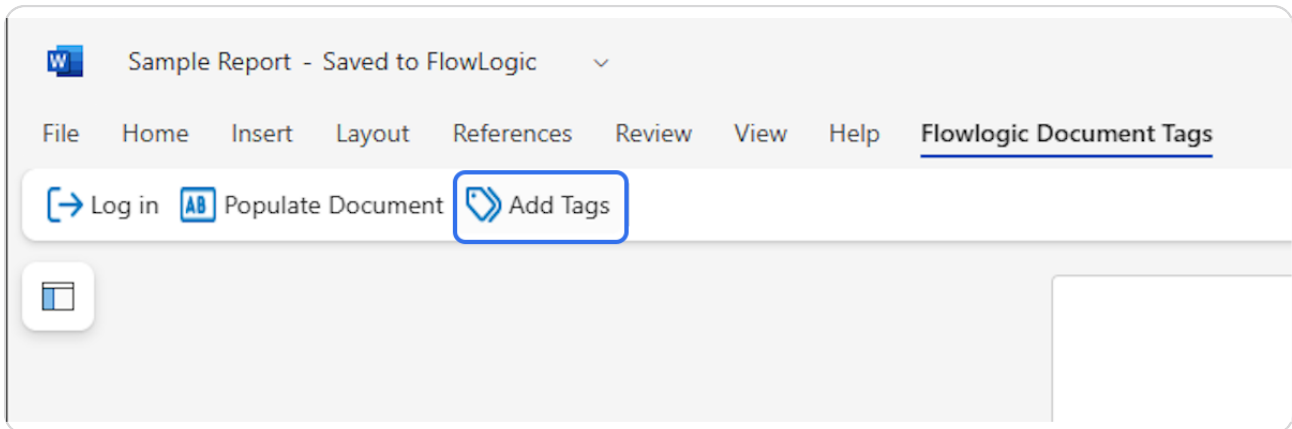 W Sample Report - Saved to FlowLogic
File Home Insert Layout References Review View Help Flowlogic Document Tags
Log in AB Populate Document Add Tags